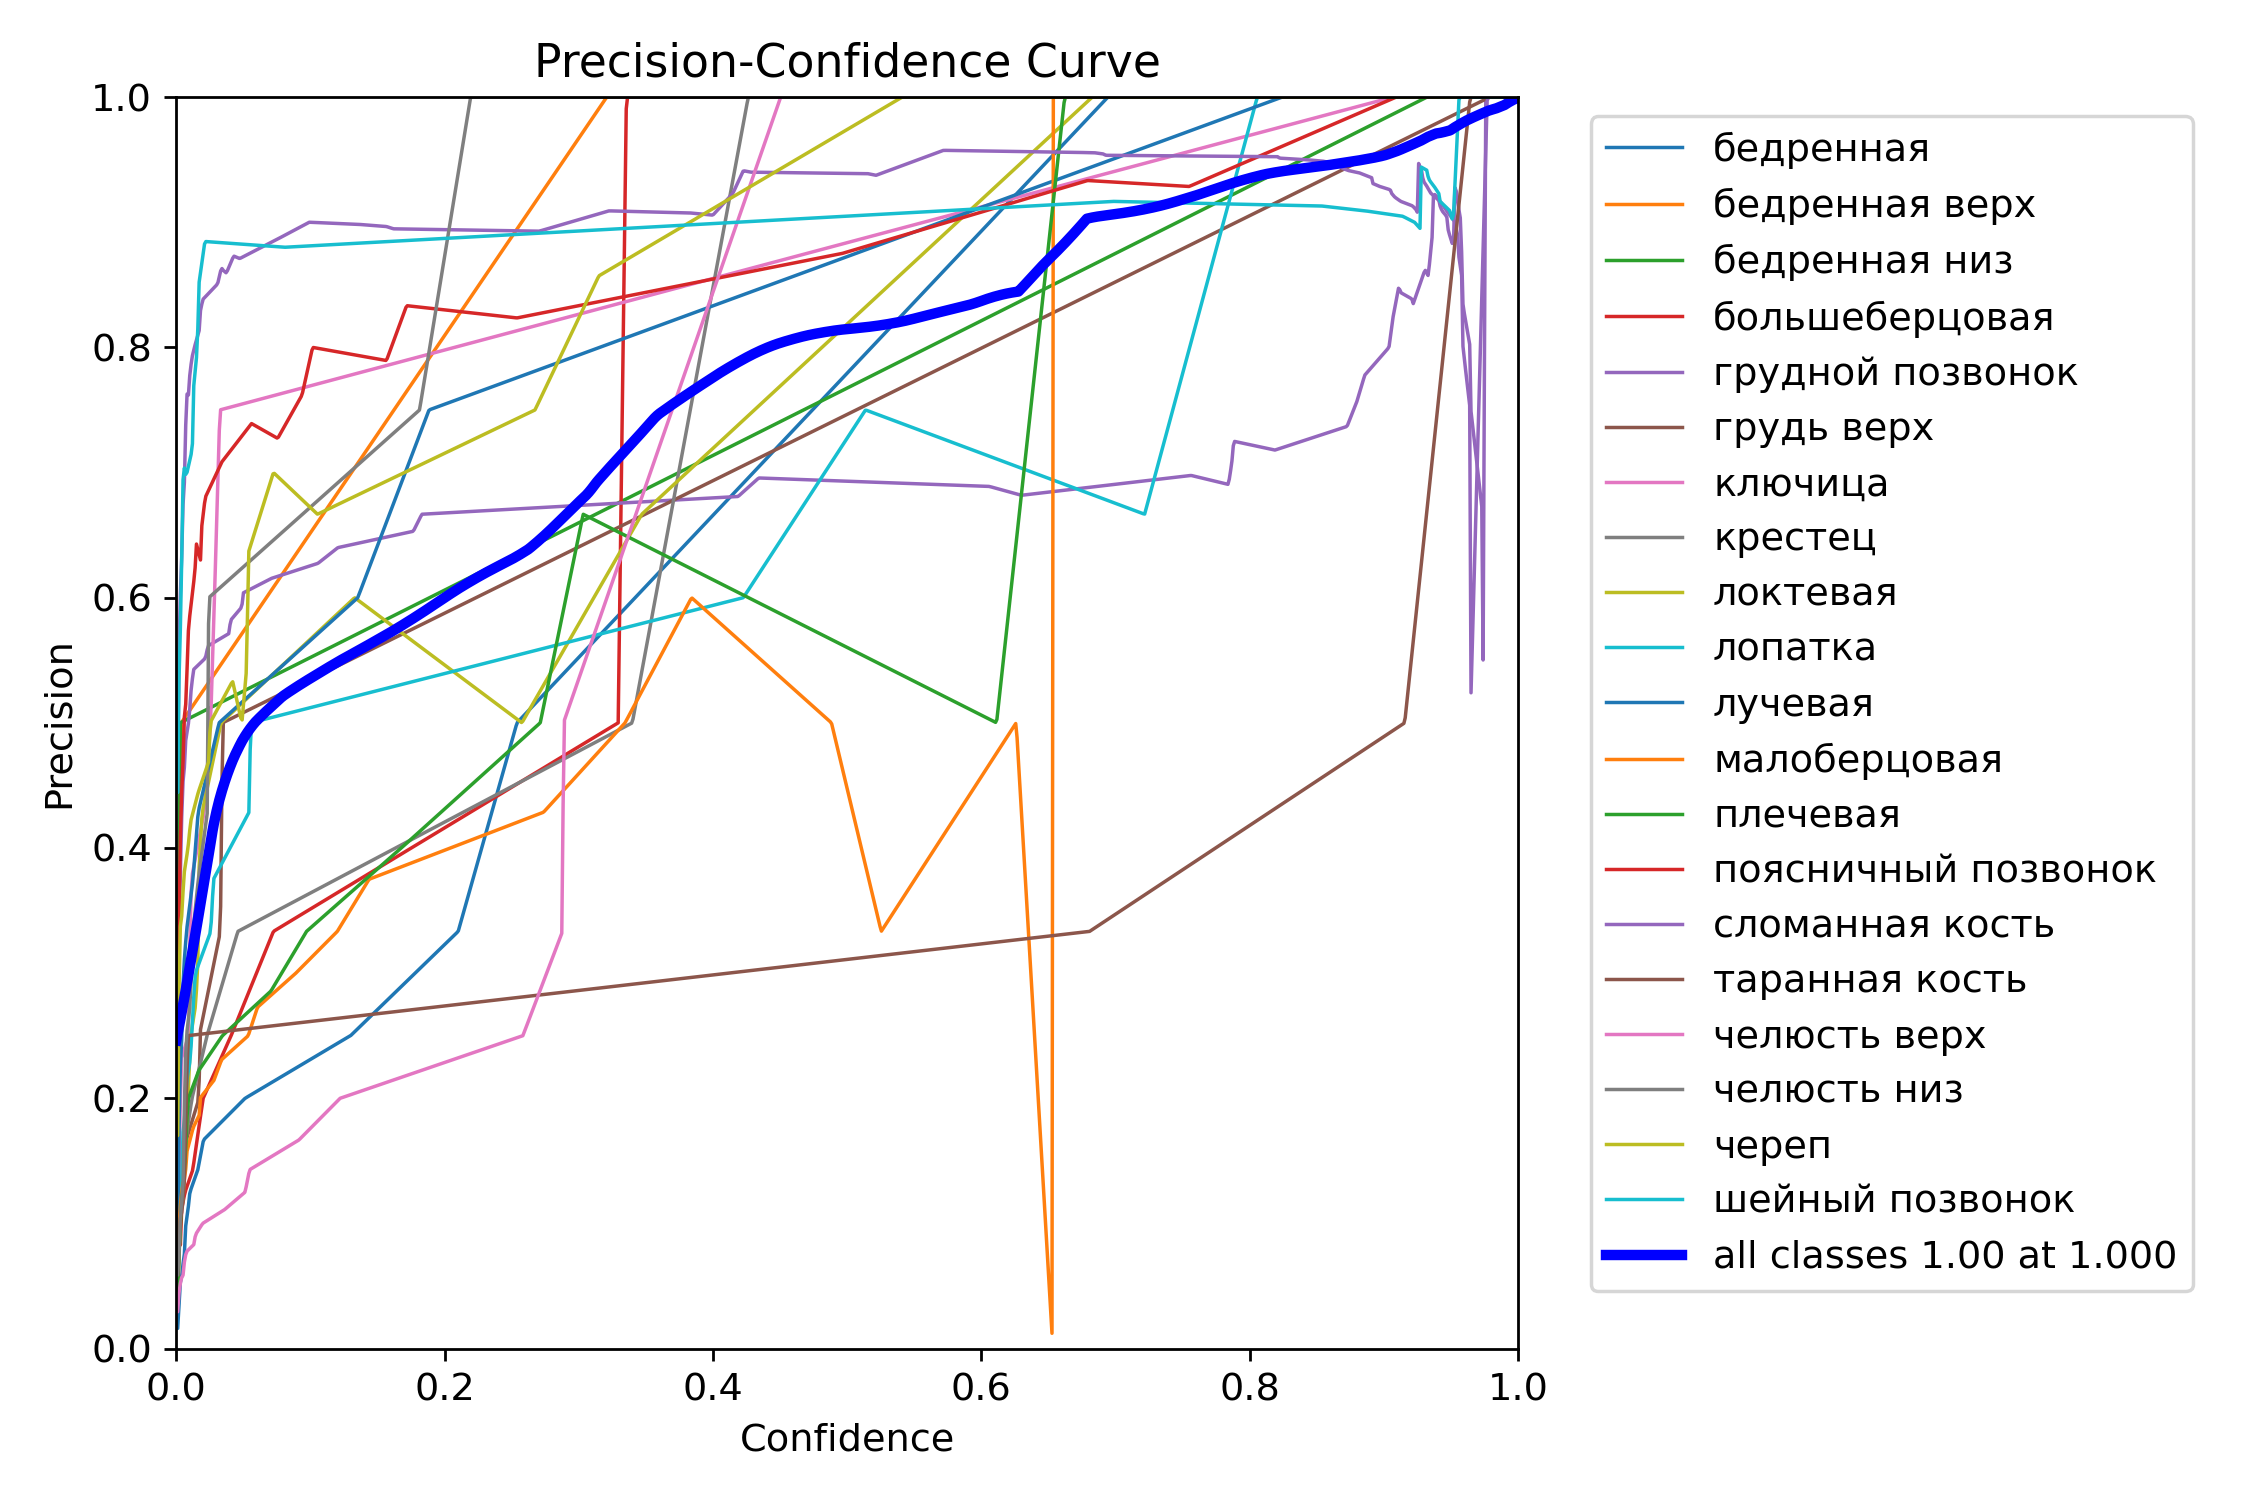 Precision-Confidence Curve
1.0
0.8
0.6
0.4
0.2
0.0
Precision
0.0 0.2 0.4 0.6 0.8 1.0
Confidence
бедренная
бедренная верх
бедренная низ
большеберцовая
грудной позвонок
грудь верх
ключица
крестец
локтевая
лопатка
лучевая
малоберцовая
плечевая
поясничный позвонок
сломанная кость
таранная кость
челюсть верх
челюсть низ
череп
шейный позвонок
all classes 1.00 at 1.000